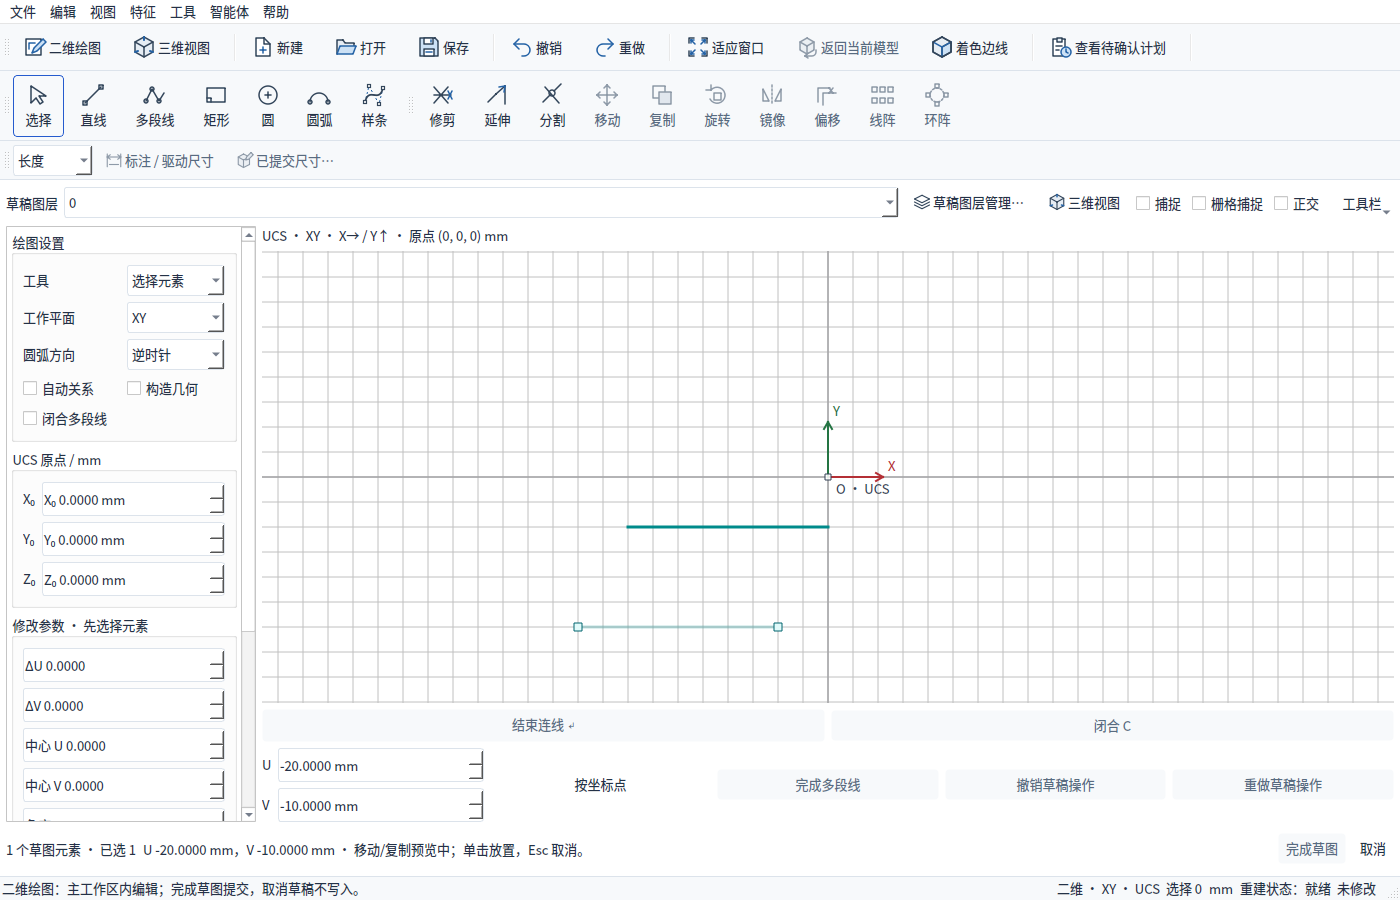 文件 编辑 视图 特征 工具 智能体 帮助
二维绘图 三维视图 新建 打开 保存 撤销 重做 适应窗口 返回当前模型 着色边线 查看待确认计划
选择 直线 多段线 矩形 圆 圆弧 样条 修剪 延伸 分割 移动 复制 旋转 镜像 偏移 线阵 环阵
长度 标注 / 驱动尺寸 已提交尺寸…
草稿图层 0 草稿图层管理… 三维视图 捕捉 栅格捕捉 正交 工具栏
绘图设置
工具 选择元素
工作平面 XY
圆弧方向 逆时针
自动关系 构造几何
闭合多段线
UCS 原点 / mm
X₀ X₀ 0.0000 mm
Y₀ Y₀ 0.0000 mm
Z₀ Z₀ 0.0000 mm
修改参数 · 先选择元素
ΔU 0.0000
ΔV 0.0000
中心 U 0.0000
中心 V 0.0000
UCS · XY · X→ / Y↑ · 原点 (0, 0, 0) mm
Y
X
O · UCS
结束连线 ↲ 闭合 C
U -20.0000 mm
V -10.0000 mm
按坐标点 完成多段线 撤销草稿操作 重做草稿操作
1 个草图元素 · 已选 1 U -20.0000 mm，V -10.0000 mm · 移动/复制预览中；单击放置，Esc 取消。
完成草图 取消
二维绘图：主工作区内编辑；完成草图提交，取消草稿不写入。
二维 · XY · UCS 选择 0 mm 重建状态：就绪 未修改